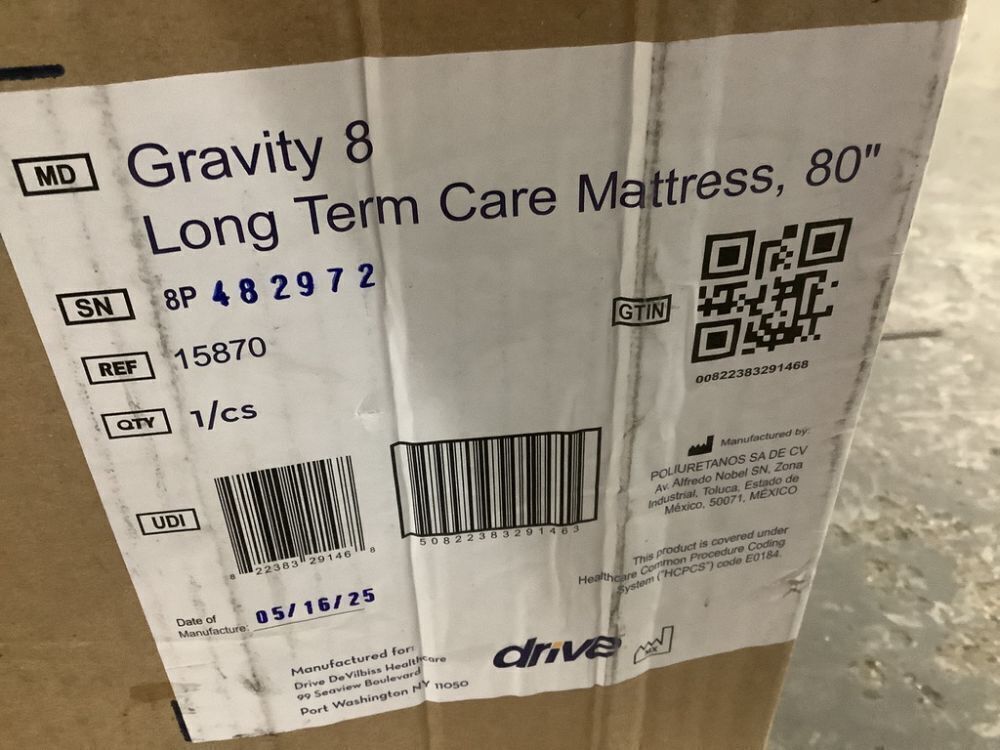 MD
Gravity 8
Long Term Care Mattress, 80"
SN
8P 482972
REF
15870
QTY
1/cs
GTIN
00822383291468
UDI
8 22383 29146 8
50822383291463
Manufactured by:
POLIURETANOS SA DE CV
Av. Alfredo Nobel SN, Zona
Industrial, Toluca, Estado de
México, 50071, MÉXICO
This product is covered under
Healthcare Common Procedure Coding
System ("HCPCS") code E0184.
Date of
Manufacture: 05/16/25
Manufactured for:
Drive DeVilbiss Healthcare
99 Seaview Boulevard
Port Washington NY 11050
drive
MX